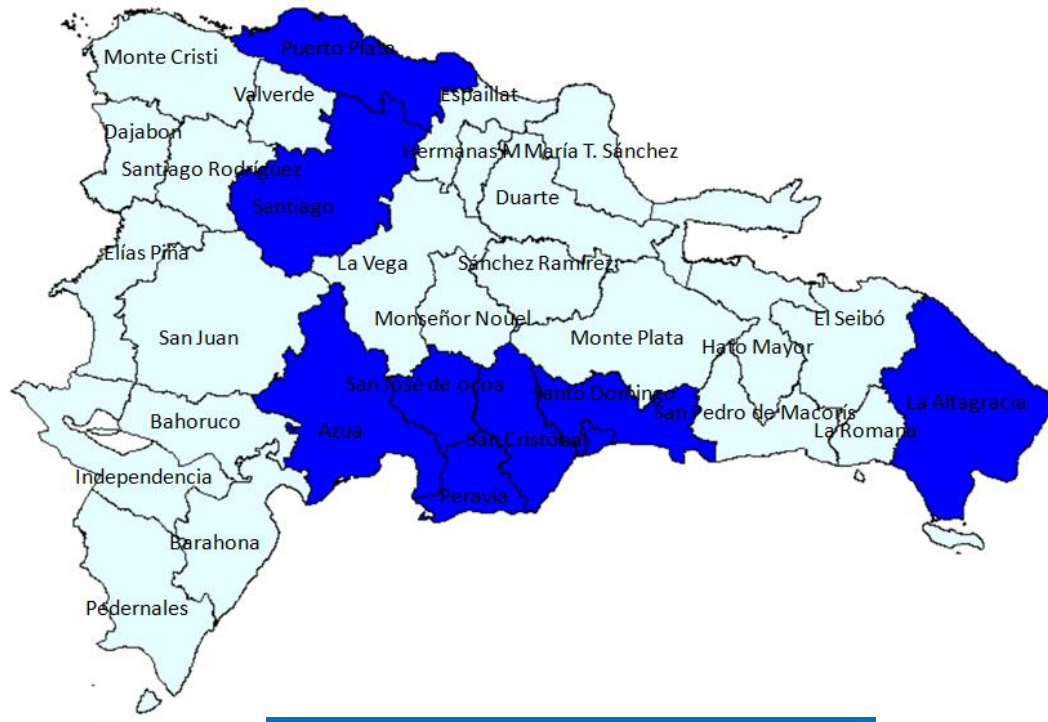 Puerto Plata
Monte Cristi
Valverde
Espaillat
Dajabon
Hermanas M
María T. Sánchez
Santiago Rodríguez
Duarte
Santiago
Elías Piña
La Vega
Sánchez Ramírez
Monseñor Nouel
El Seibó
San Juan
Monte Plata
Hato Mayor
San José de ocoa
Santo Domingo
La Altagracia
San Pedro de Macorís
Bahoruco
Azua
La Romana
San Cristóbal
Independencia
Peravia
Barahona
Pedernales